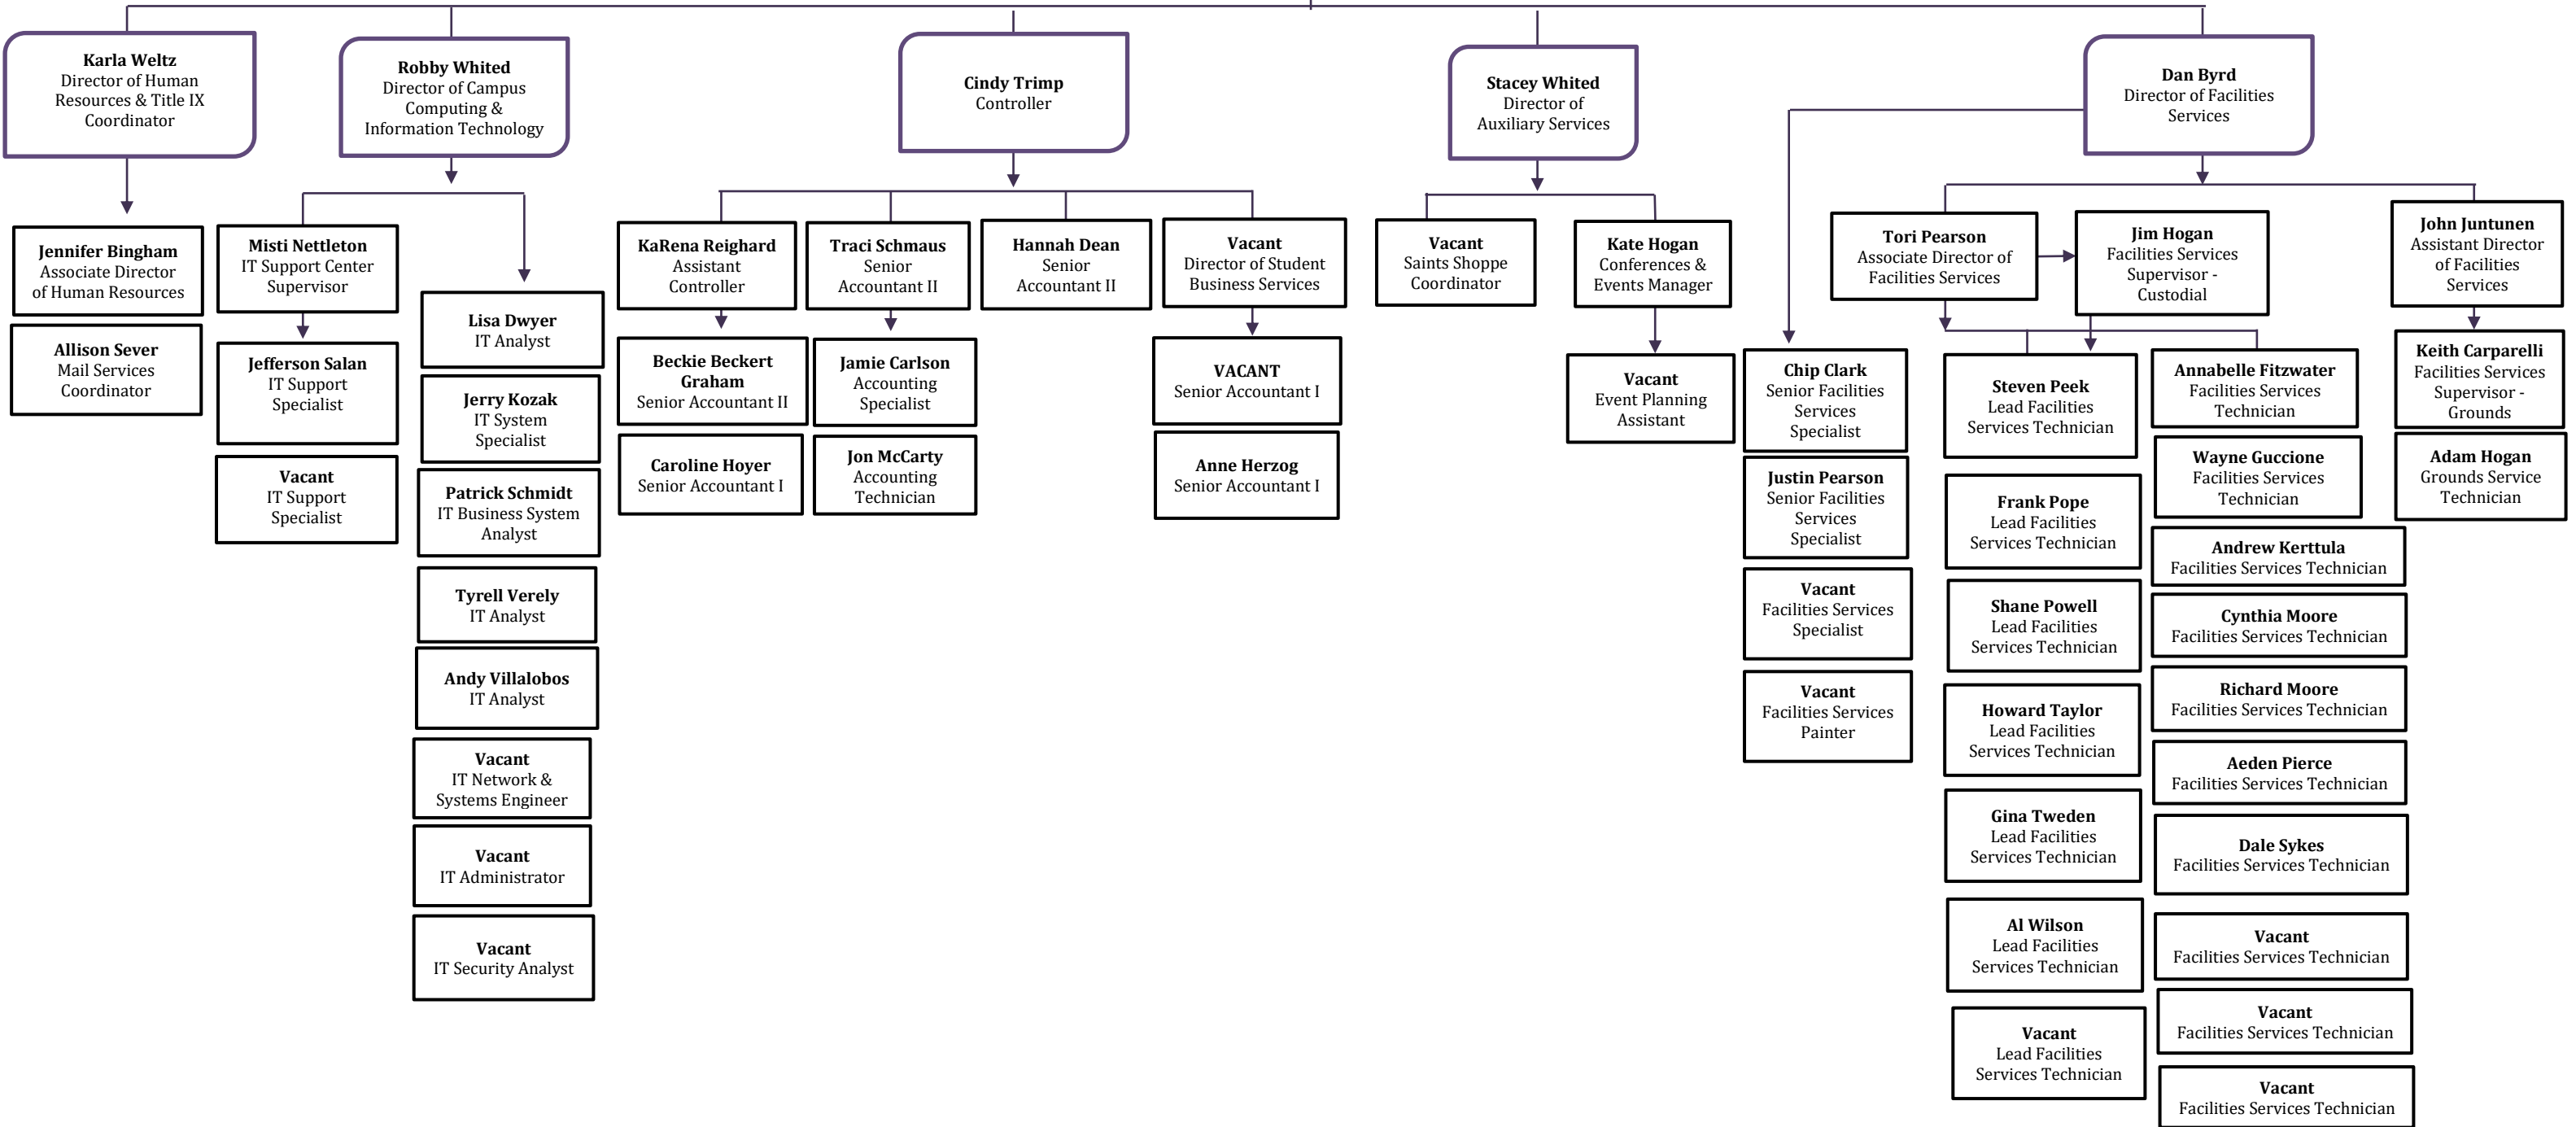 Karla Weltz
Director of Human
Resources & Title IX
Coordinator
Robby Whited
Director of Campus
Computing &
Information Technology
Cindy Trimp
Controller
Stacey Whited
Director of
Auxiliary Services
Dan Byrd
Director of Facilities
Services
Jennifer Bingham
Associate Director
of Human Resources
Allison Sever
Mail Services
Coordinator
Misti Nettleton
IT Support Center
Supervisor
Jefferson Salan
IT Support
Specialist
Vacant
IT Support
Specialist
Lisa Dwyer
IT Analyst
Jerry Kozak
IT System
Specialist
Patrick Schmidt
IT Business System
Analyst
Tyrell Verely
IT Analyst
Andy Villalobos
IT Analyst
Vacant
IT Network &
Systems Engineer
Vacant
IT Administrator
Vacant
IT Security Analyst
KaRena Reighard
Assistant
Controller
Beckie Beckert
Graham
Senior Accountant II
Caroline Hoyer
Senior Accountant I
Traci Schmaus
Senior
Accountant II
Jamie Carlson
Accounting
Specialist
Jon McCarty
Accounting
Technician
Hannah Dean
Senior
Accountant II
Vacant
Director of Student
Business Services
VACANT
Senior Accountant I
Anne Herzog
Senior Accountant I
Vacant
Saints Shoppe
Coordinator
Kate Hogan
Conferences &
Events Manager
Vacant
Event Planning
Assistant
Chip Clark
Senior Facilities
Services
Specialist
Justin Pearson
Senior Facilities
Services
Specialist
Vacant
Facilities Services
Specialist
Vacant
Facilities Services
Painter
Tori Pearson
Associate Director of
Facilities Services
Jim Hogan
Facilities Services
Supervisor -
Custodial
Steven Peek
Lead Facilities
Services Technician
Frank Pope
Lead Facilities
Services Technician
Shane Powell
Lead Facilities
Services Technician
Howard Taylor
Lead Facilities
Services Technician
Gina Tweden
Lead Facilities
Services Technician
Al Wilson
Lead Facilities
Services Technician
Vacant
Lead Facilities
Services Technician
Annabelle Fitzwater
Facilities Services
Technician
Wayne Guccione
Facilities Services
Technician
Andrew Kerttula
Facilities Services Technician
Cynthia Moore
Facilities Services Technician
Richard Moore
Facilities Services Technician
Aeden Pierce
Facilities Services Technician
Dale Sykes
Facilities Services Technician
Vacant
Facilities Services Technician
Vacant
Facilities Services Technician
Vacant
Facilities Services Technician
John Juntunen
Assistant Director
of Facilities
Services
Keith Carparelli
Facilities Services
Supervisor -
Grounds
Adam Hogan
Grounds Service
Technician